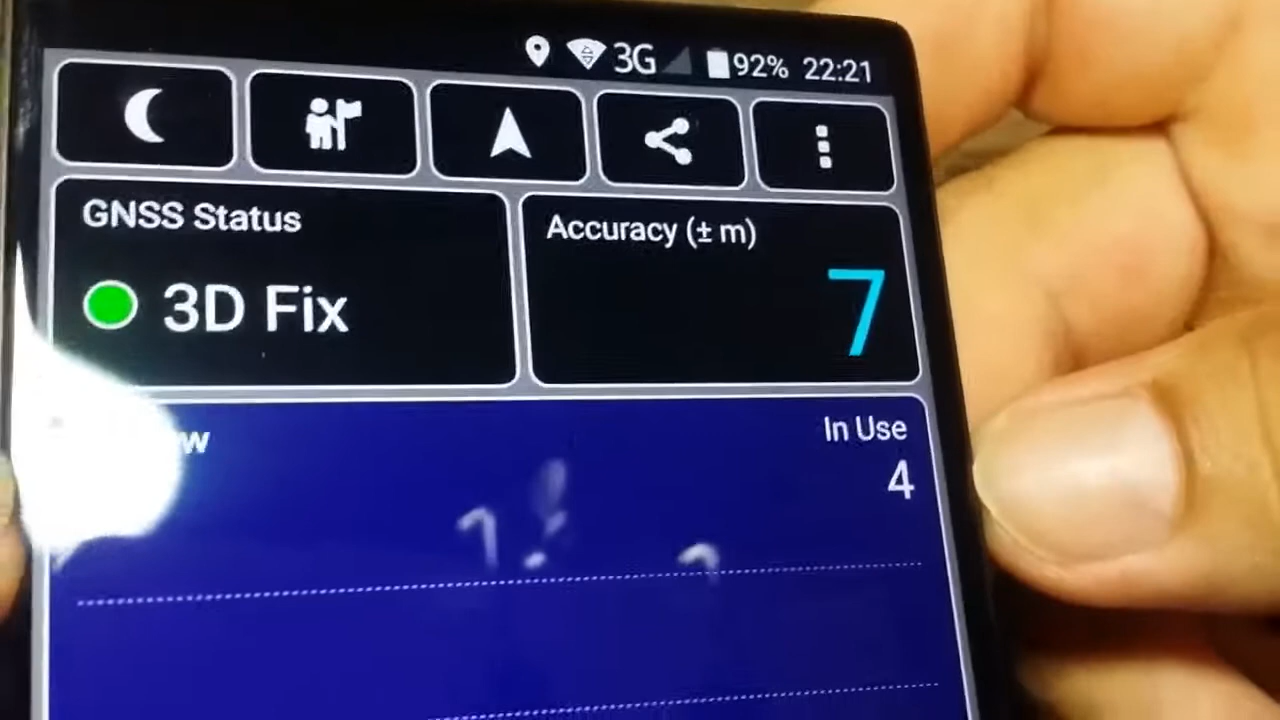 3G 92% 22:21
GNSS Status
Accuracy (± m)
3D Fix
7
In Use
4